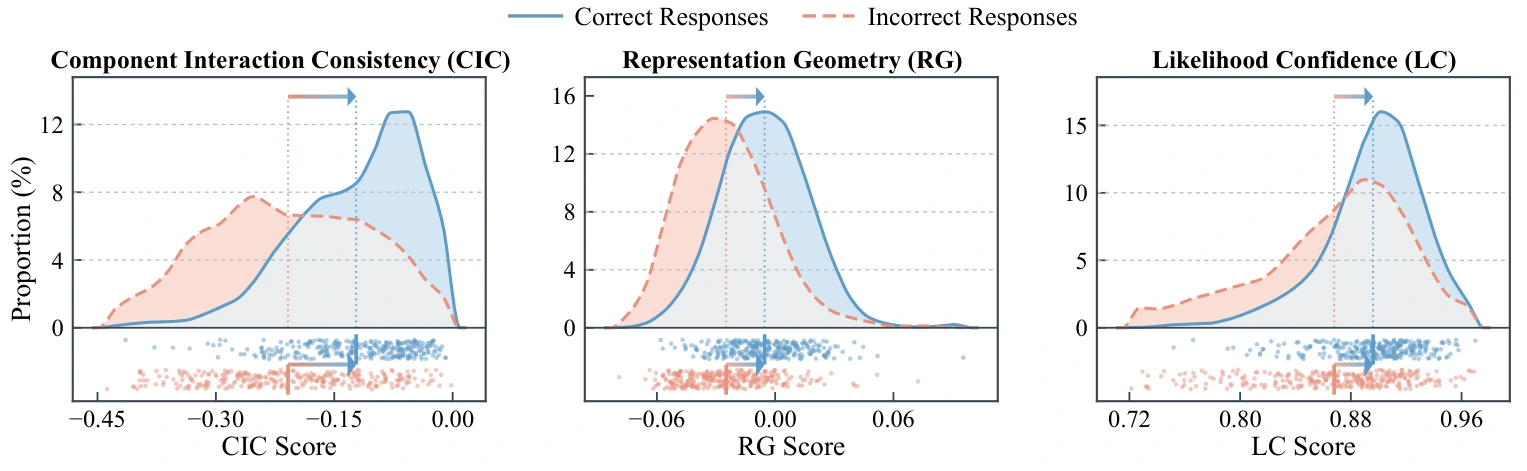 Correct Responses Incorrect Responses
Component Interaction Consistency (CIC)
Proportion (%)
12
8
4
0
−0.45 −0.30 −0.15 0.00
CIC Score
Representation Geometry (RG)
16
12
8
4
0
−0.06 0.00 0.06
RG Score
Likelihood Confidence (LC)
15
10
5
0
0.72 0.80 0.88 0.96
LC Score